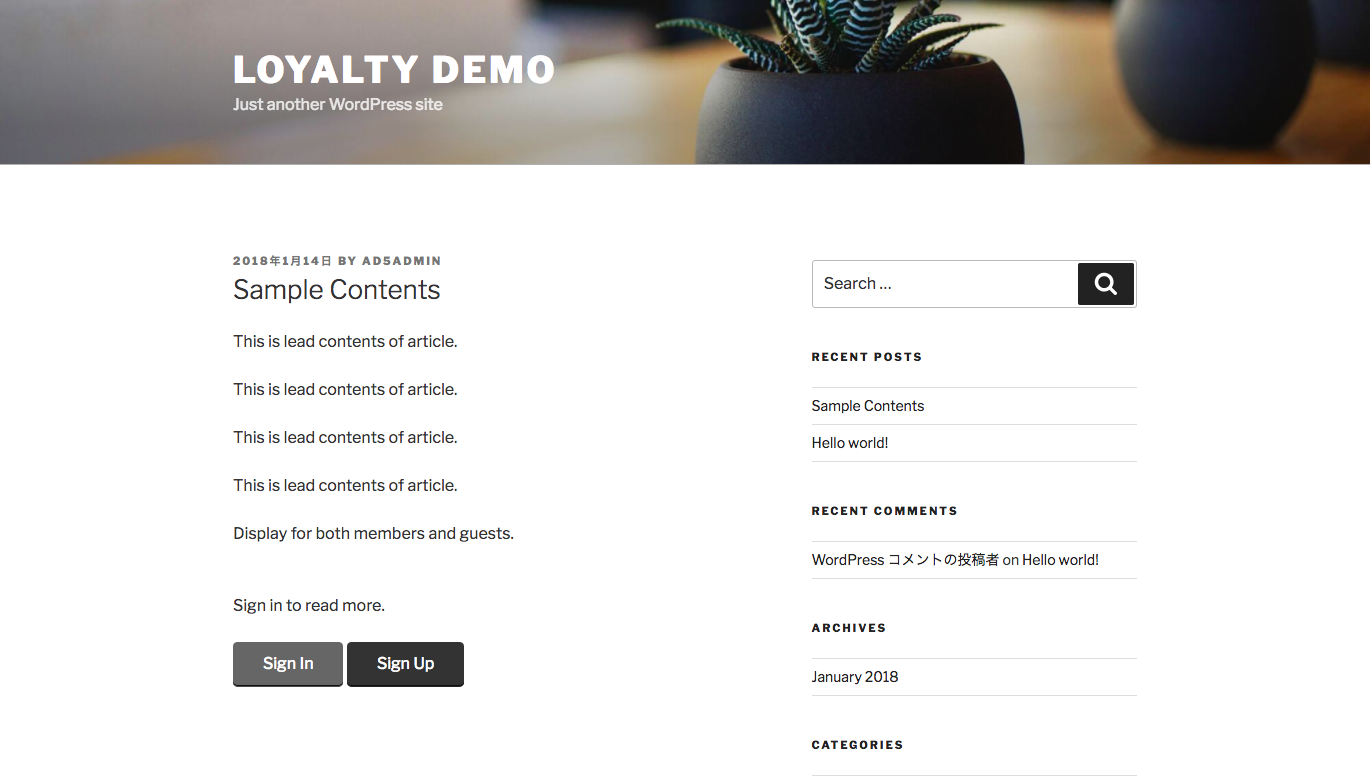 LOYALTY DEMO
Just another WordPress site
2018年1月14日 BY AD5ADMIN
Sample Contents
This is lead contents of article.
This is lead contents of article.
This is lead contents of article.
This is lead contents of article.
Display for both members and guests.
Sign in to read more.
Sign In Sign Up
Search …
RECENT POSTS
Sample Contents
Hello world!
RECENT COMMENTS
WordPress コメントの投稿者 on Hello world!
ARCHIVES
January 2018
CATEGORIES